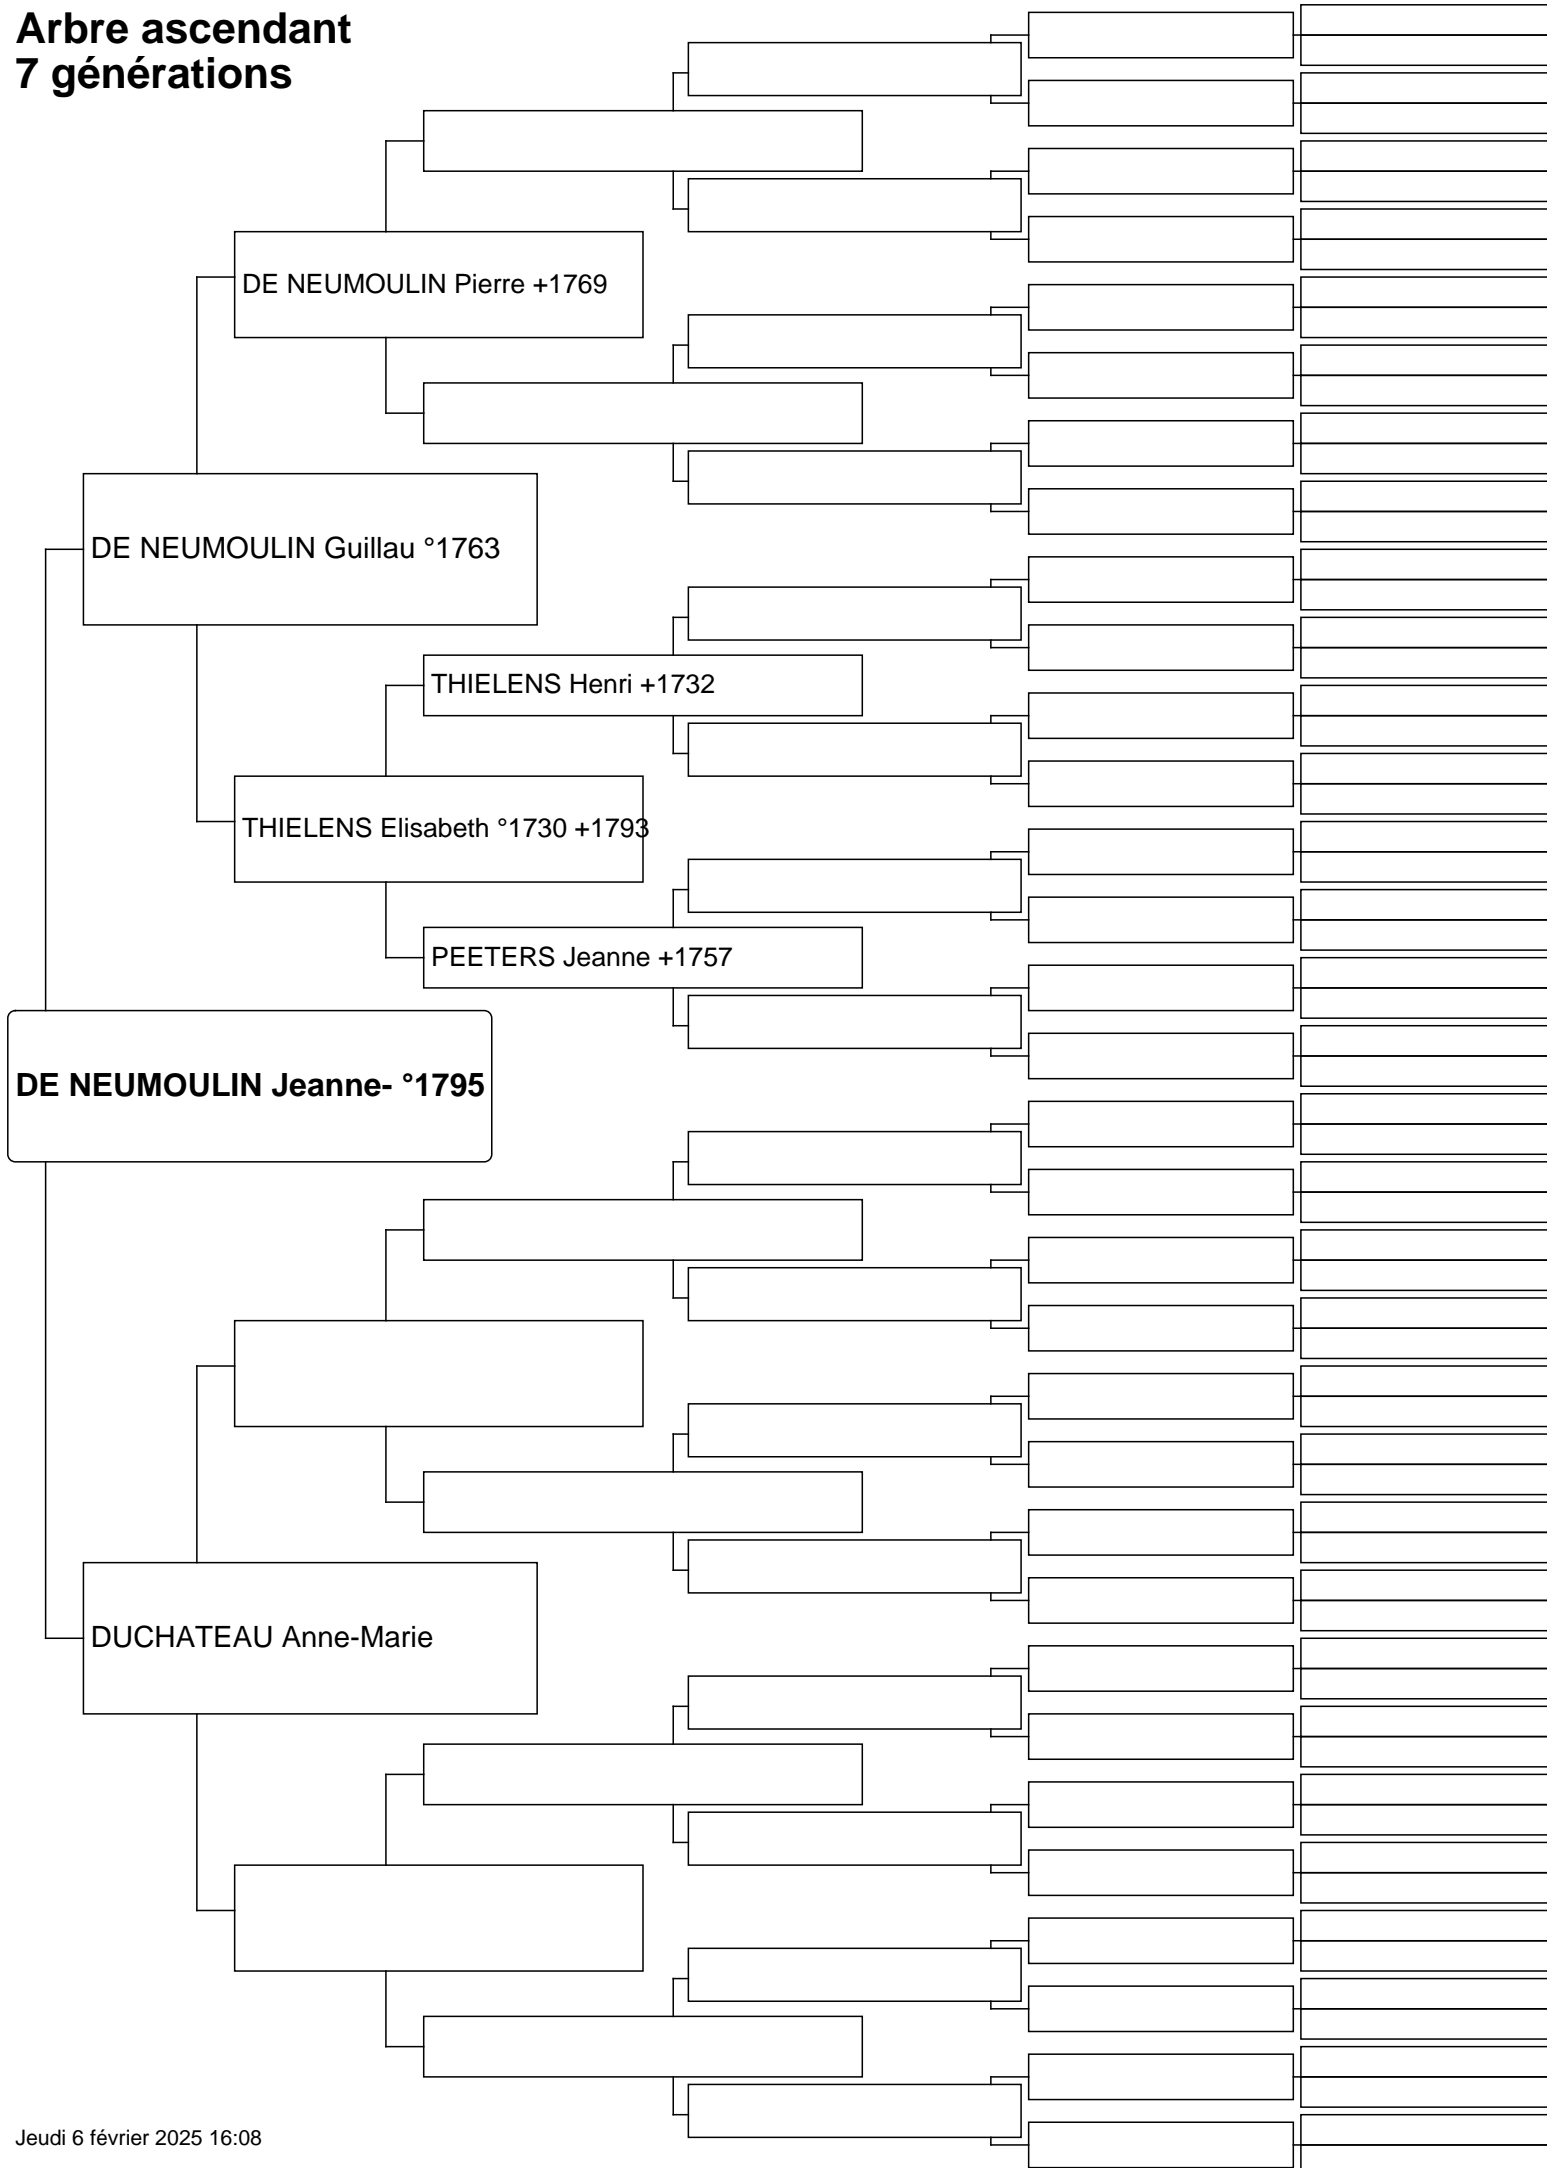 Arbre ascendant
7 générations
DE NEUMOULIN Pierre +1769
DE NEUMOULIN Guillau °1763
THIELENS Henri +1732
THIELENS Elisabeth °1730 +1793
PEETERS Jeanne +1757
DE NEUMOULIN Jeanne- °1795
DUCHATEAU Anne-Marie
Jeudi 6 février 2025 16:08